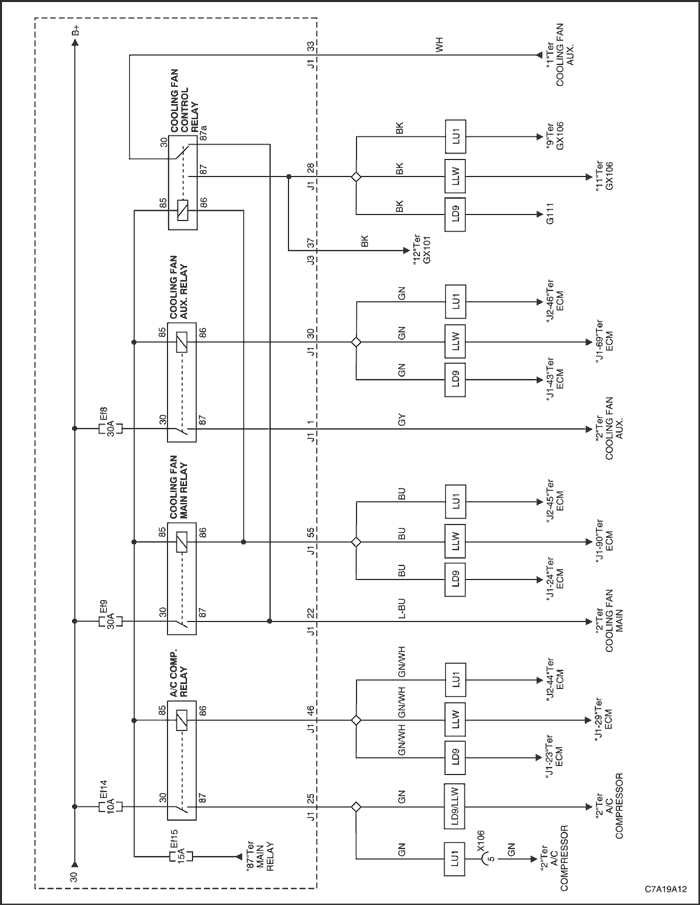 B+
30
Ef8
30A
Ef9
30A
Ef14
10A
Ef15
15A
"87"Ter
MAIN
RELAY
COOLING FAN
CONTROL
RELAY
30
87a
87
85
86
COOLING FAN
AUX. RELAY
85
86
30
87
COOLING FAN
MAIN RELAY
85
86
30
87
A/C COMP.
RELAY
85
86
30
87
J1 33
WH
"1"Ter
COOLING FAN
AUX.
J1 28
BK
LU1
"9"Ter
GX106
BK
LLW
"11"Ter
GX106
BK
LD9
G111
J3 37
BK
"12"Ter
GX101
J1 30
GN
LU1
"J2-46"Ter
ECM
GN
LLW
"J1-69"Ter
ECM
GN
LD9
"J1-43"Ter
ECM
J1 1
GY
"2"Ter
COOLING FAN
AUX.
J1 55
BU
LU1
"J2-45"Ter
ECM
BU
LLW
"J1-90"Ter
ECM
BU
LD9
"J1-24"Ter
ECM
J1 22
L-BU
"2"Ter
COOLING FAN
MAIN
J1 46
GN/WH
LU1
"J2-44"Ter
ECM
GN/WH
LLW
"J1-29"Ter
ECM
GN/WH
LD9
"J1-23"Ter
ECM
J1 25
GN
LD9/LLW
"2"Ter
A/C
COMPRESSOR
GN
LU1
X106
5
GN
"2"Ter
A/C
COMPRESSOR
C7A19A12